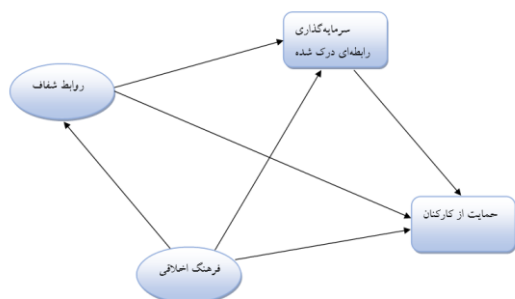 سرمایه‌گذاری
رابطه‌ای درک شده
روابط شفاف
حمایت از کارکنان
فرهنگ اخلاقی